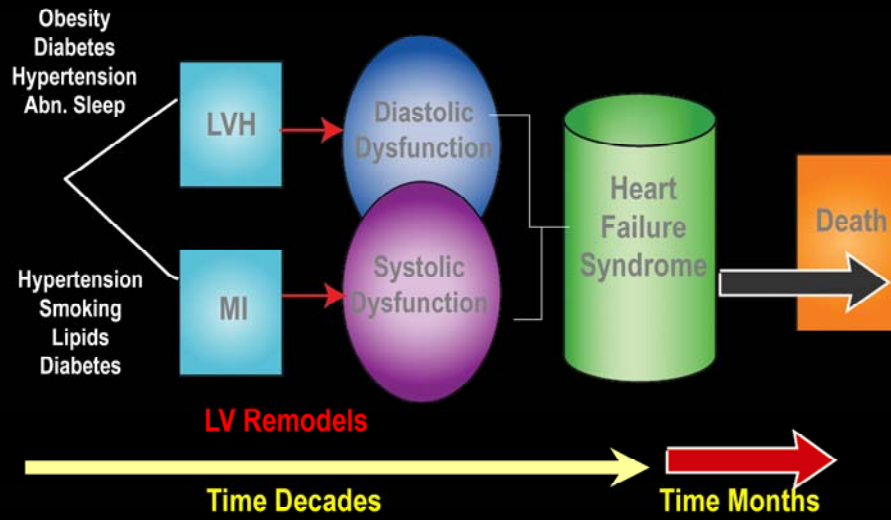 Obesity
Diabetes
Hypertension
Abn. Sleep
LVH
Diastolic
Dysfunction
Hypertension
Smoking
Lipids
Diabetes
MI
Systolic
Dysfunction
Heart
Failure
Syndrome
Death
LV Remodels
Time Decades
Time Months